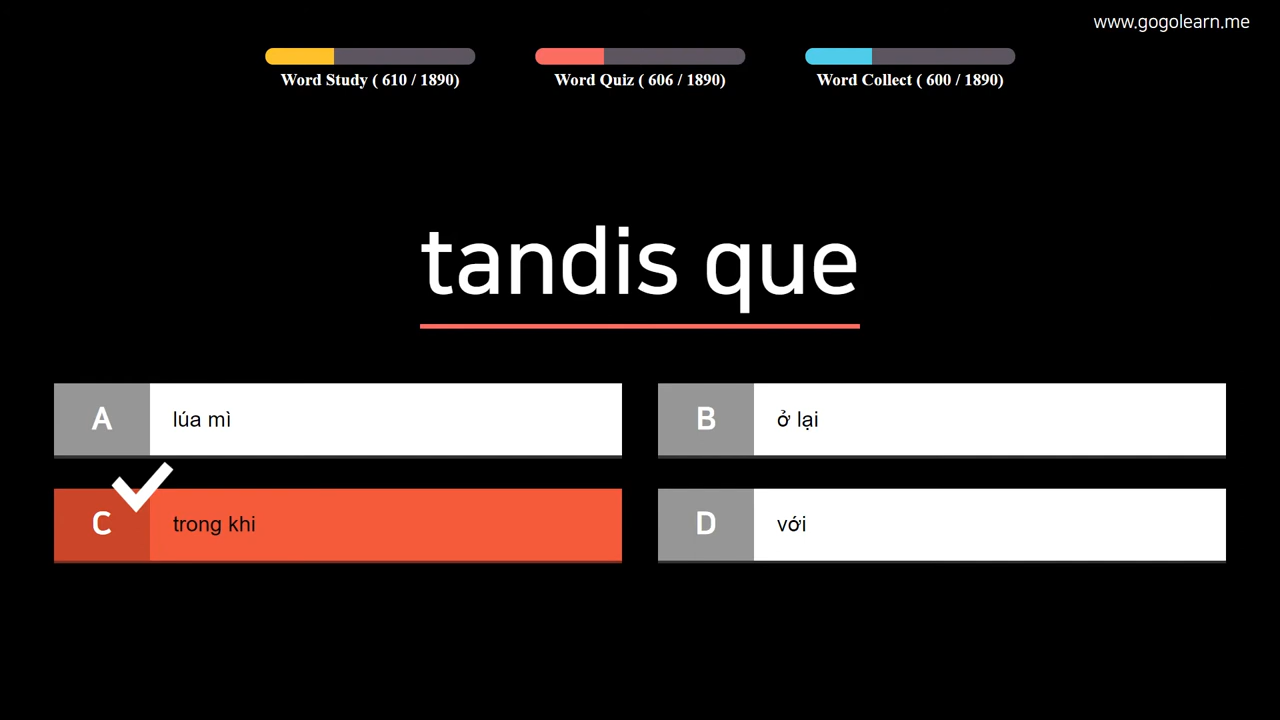 www.gogolearn.me
Word Study ( 610 / 1890)
Word Quiz ( 606 / 1890)
Word Collect ( 600 / 1890)
tandis que
A lúa mì
B ở lại
C trong khi
D với